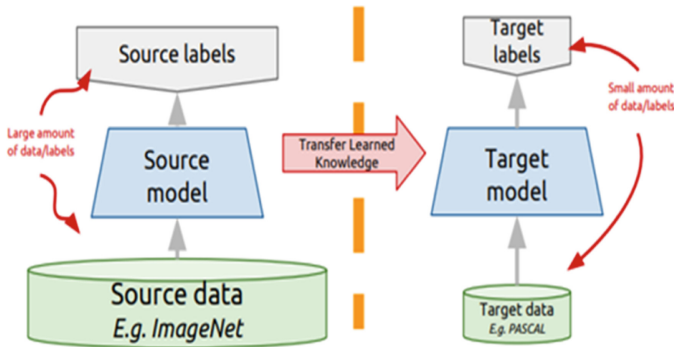 Source labels
Large amount
of data/labels
Source
model
Source data
E.g. ImageNet
Transfer Learned
Knowledge
Target
labels
Small amount
of data/labels
Target
model
Target data
E.g. PASCAL